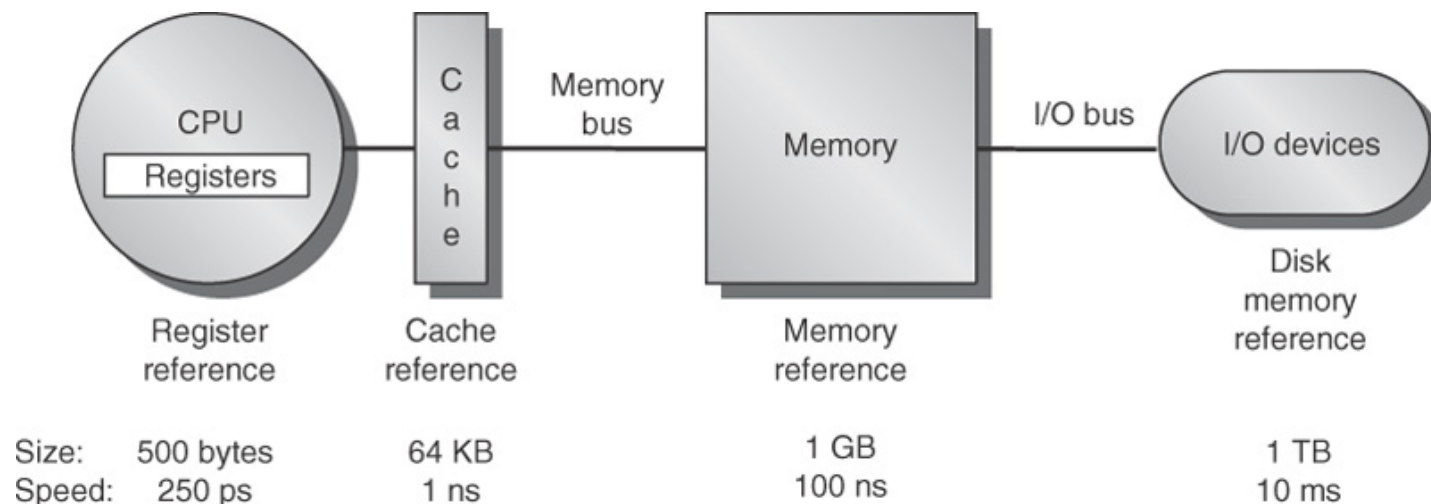 CPU
Registers
Cache
Memory
bus
Memory
I/O bus
I/O devices
Register
reference
Cache
reference
Memory
reference
Disk
memory
reference
Size: 500 bytes 64 KB 1 GB 1 TB
Speed: 250 ps 1 ns 100 ns 10 ms